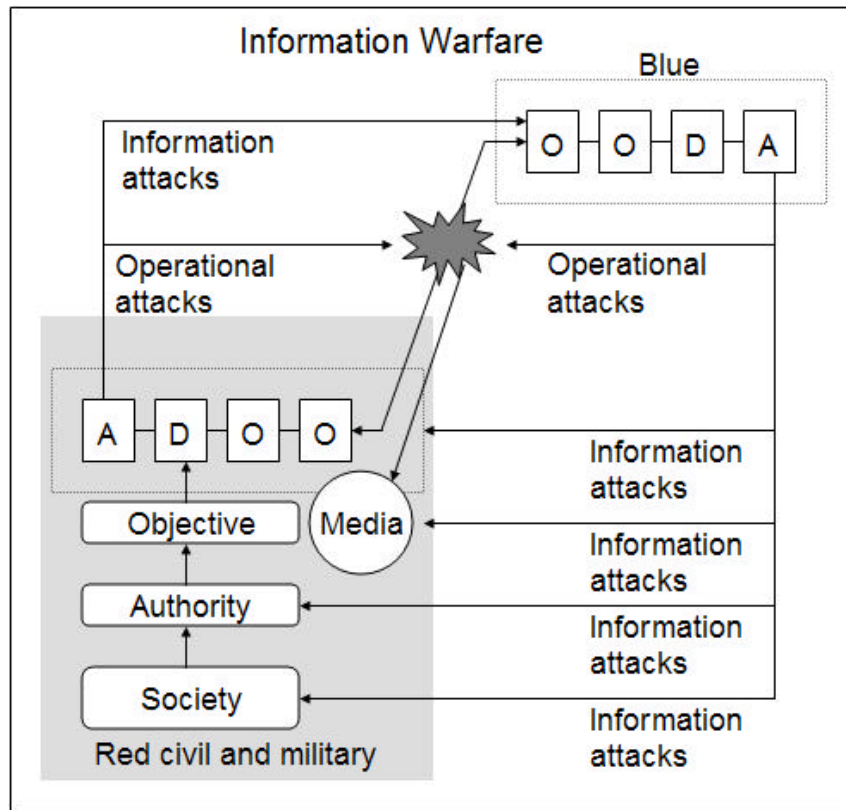 Information Warfare
Blue
O O D A
Information
attacks
Operational
attacks
Operational
attacks
A D O O
Information
attacks
Objective
Media
Information
attacks
Authority
Information
attacks
Society
Information
attacks
Red civil and military